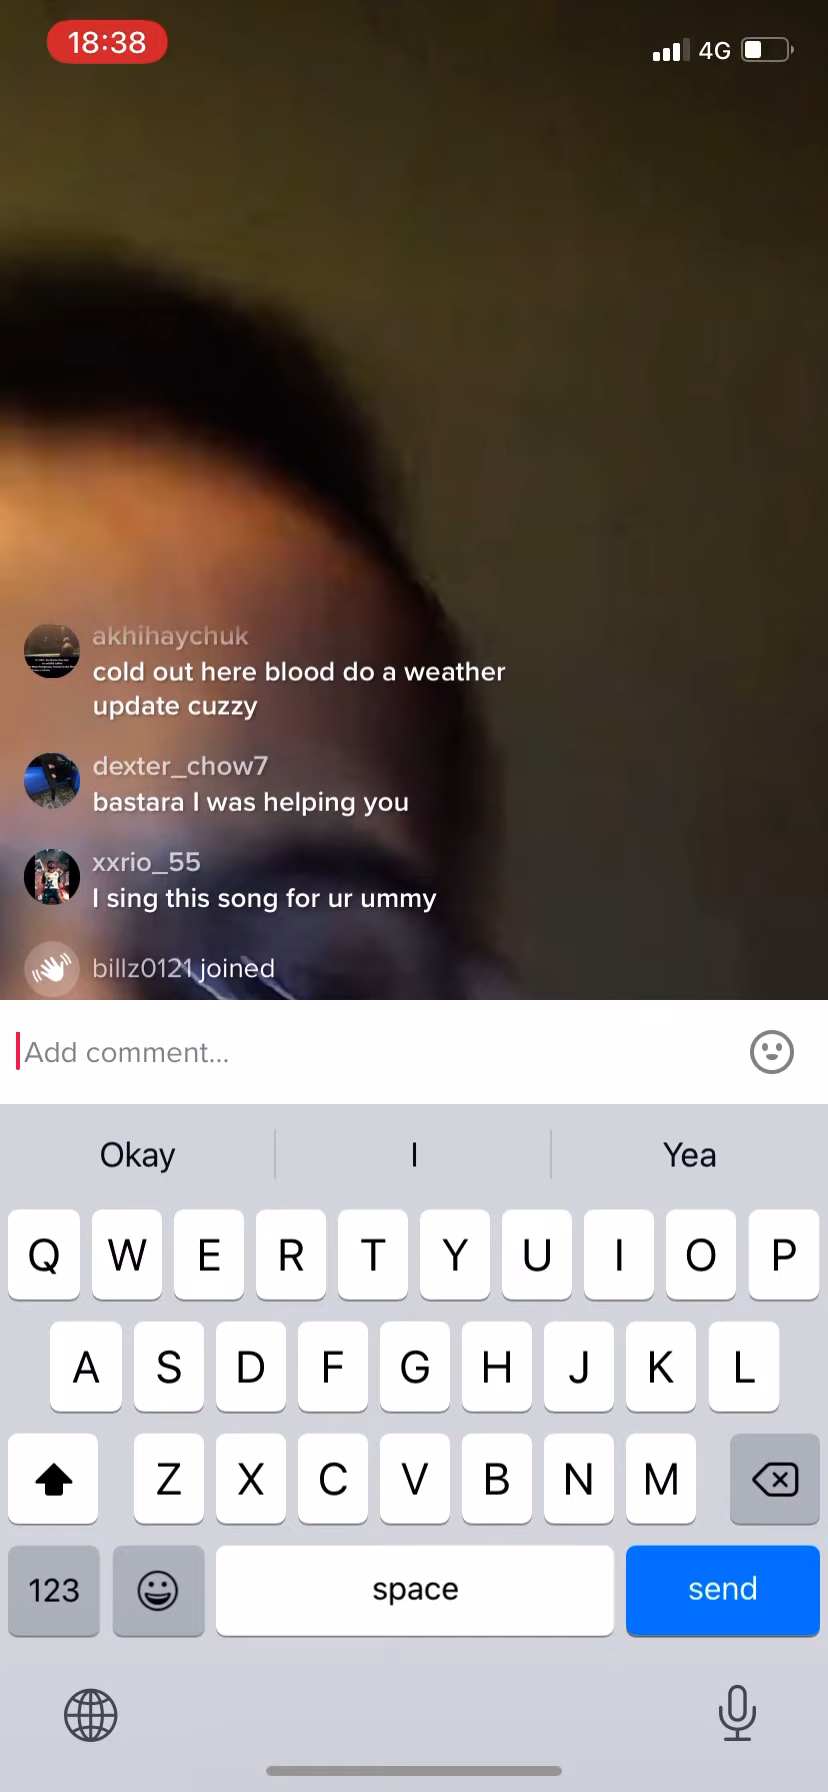 18:38
4G
akhihaychuk
cold out here blood do a weather
update cuzzy
dexter_chow7
bastara I was helping you
xxrio_55
I sing this song for ur ummy
billz0121 joined
Add comment...
Okay I Yea
Q W E R T Y U I O P
A S D F G H J K L
Z X C V B N M
123 space send